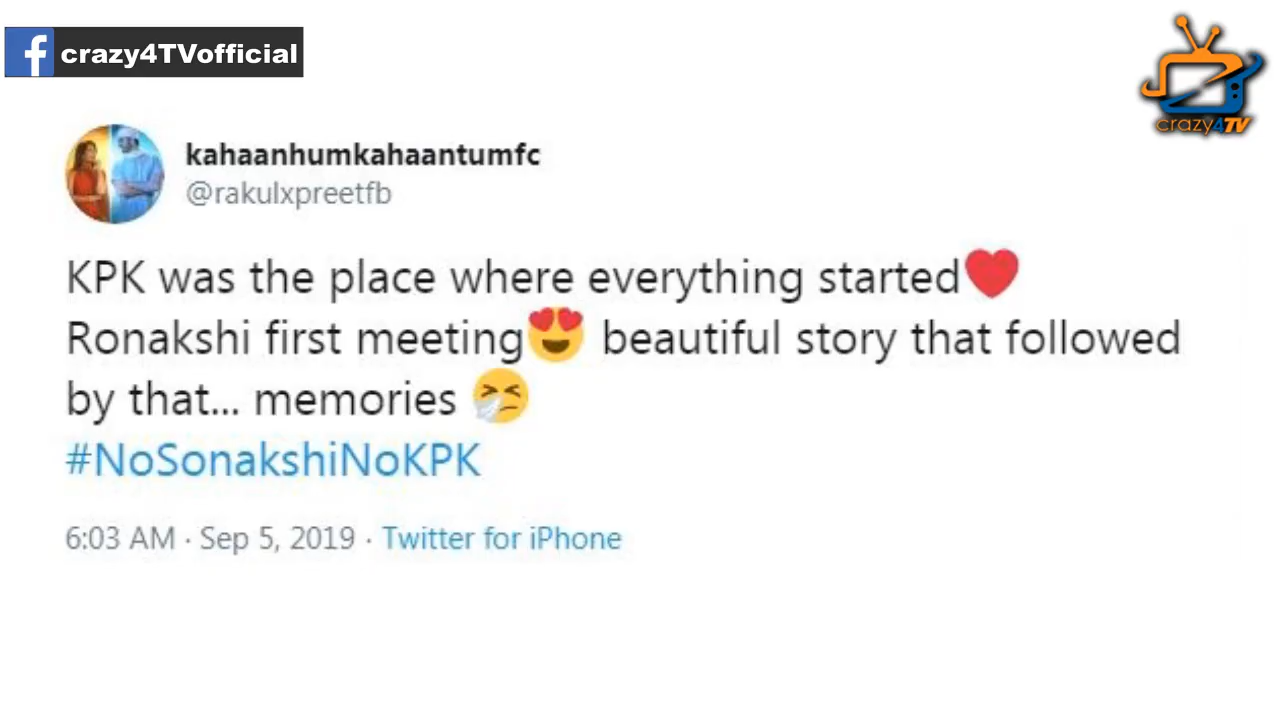 crazy4TVofficial
crazy4TV
kahaanhumkahaantumfc
@rakulxpreetfb
KPK was the place where everything started❤️
Ronakshi first meeting😍 beautiful story that followed
by that... memories 🤧
#NoSonakshiNoKPK
6:03 AM · Sep 5, 2019 · Twitter for iPhone